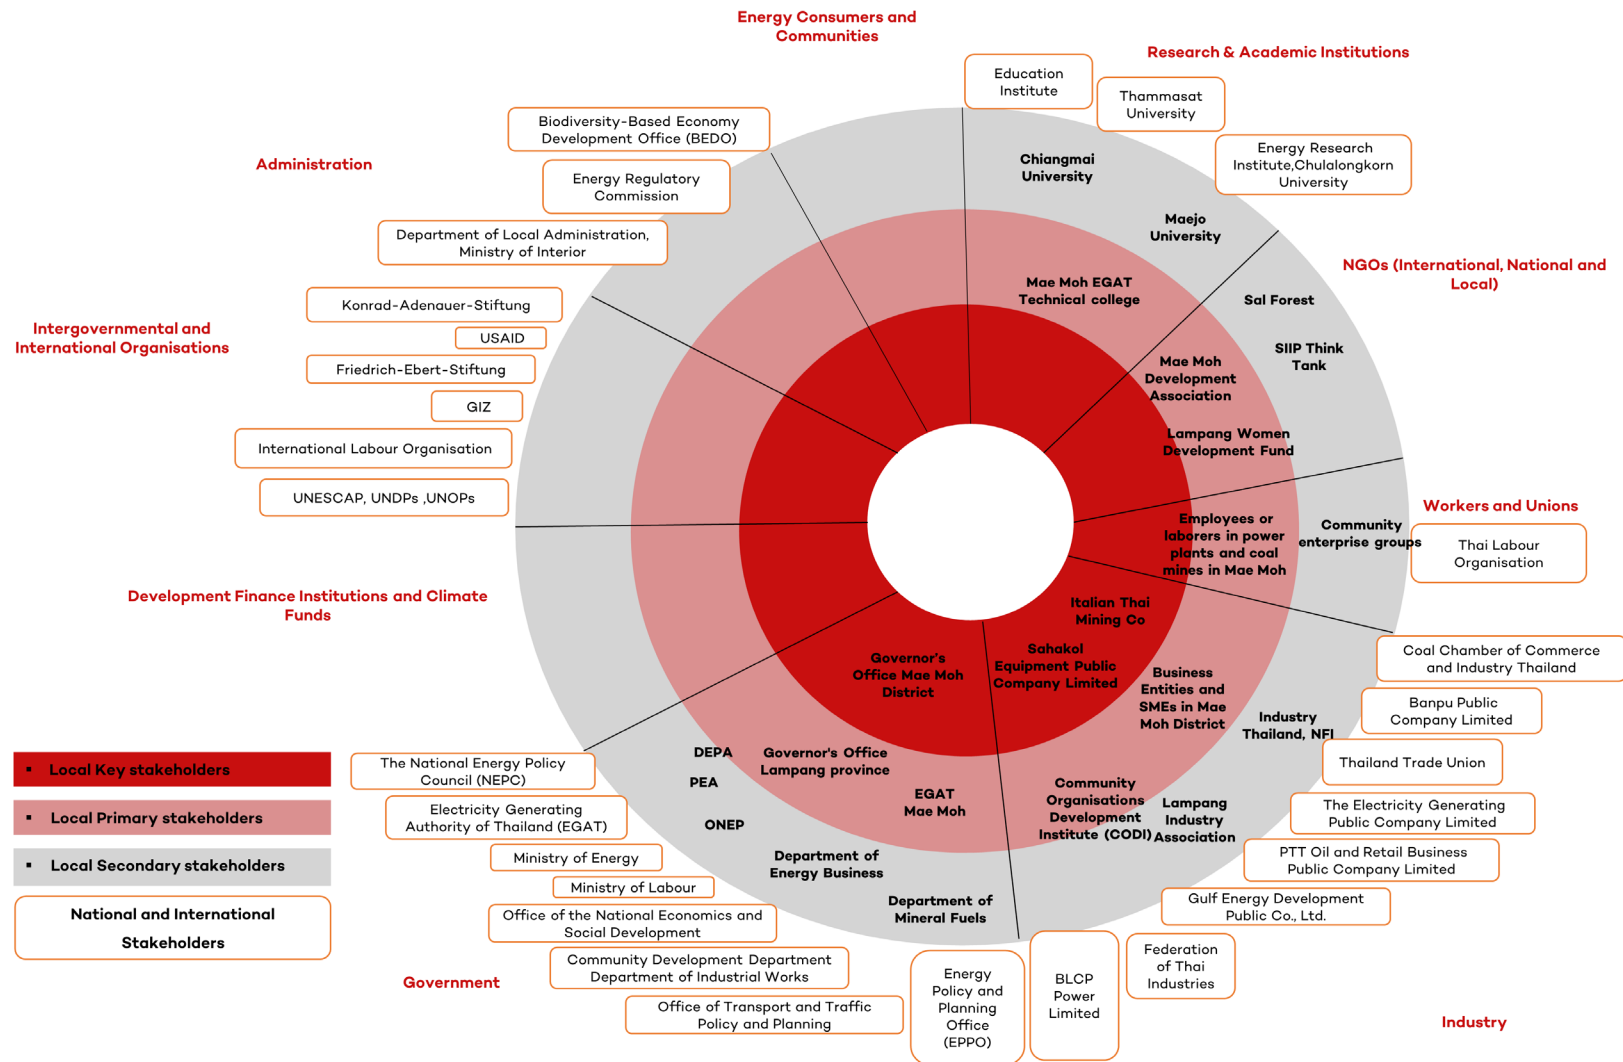 Energy Consumers and
Communities
Research & Academic Institutions
Education
Institute
Thammasat
University
Energy Research
Institute,Chulalongkorn
University
Biodiversity-Based Economy
Development Office (BEDO)
Administration
Energy Regulatory
Commission
Department of Local Administration,
Ministry of Interior
Chiangmai
University
Maejo
University
Mae Moh EGAT
Technical college
NGOs (International, National and
Local)
Sal Forest
SIIP Think
Tank
Mae Moh
Development
Association
Lampang Women
Development Fund
Intergovernmental and
International Organisations
Konrad-Adenauer-Stiftung
USAID
Friedrich-Ebert-Stiftung
GIZ
International Labour Organisation
UNESCAP, UNDPs ,UNOPs
Workers and Unions
Thai Labour
Organisation
Community
enterprise groups
Employees or
laborers in power
plants and coal
mines in Mae Moh
Development Finance Institutions and Climate
Funds
Italian Thai
Mining Co
Sahakol
Equipment Public
Company Limited
Business
Entities and
SMEs in Mae
Moh District
Industry
Thailand, NFI
Community
Organisations
Development
Institute (CODI)
Lampang
Industry
Association
Coal Chamber of Commerce
and Industry Thailand
Banpu Public
Company Limited
Thailand Trade Union
The Electricity Generating
Public Company Limited
PTT Oil and Retail Business
Public Company Limited
Gulf Energy Development
Public Co., Ltd.
Federation
of Thai
Industries
BLCP
Power
Limited
Industry
Governor's
Office Mae Moh
District
Governor's Office
Lampang province
EGAT
Mae Moh
DEPA
PEA
ONEP
Department of
Energy Business
Department of
Mineral Fuels
The National Energy Policy
Council (NEPC)
Electricity Generating
Authority of Thailand (EGAT)
Ministry of Energy
Ministry of Labour
Office of the National Economics and
Social Development
Community Development Department
Department of Industrial Works
Office of Transport and Traffic
Policy and Planning
Energy
Policy and
Planning
Office
(EPPO)
Government
▪ Local Key stakeholders
▪ Local Primary stakeholders
▪ Local Secondary stakeholders
National and International
Stakeholders